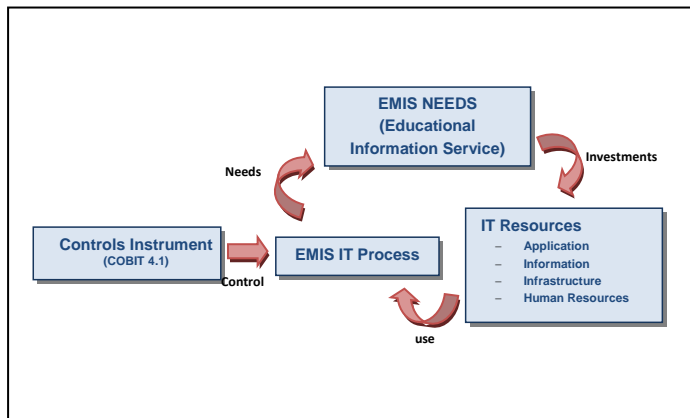 EMIS NEEDS
(Educational
Information Service)
Needs
Investments
Controls Instrument
(COBIT 4.1)
Control
EMIS IT Process
IT Resources
– Application
– Information
– Infrastructure
– Human Resources
use